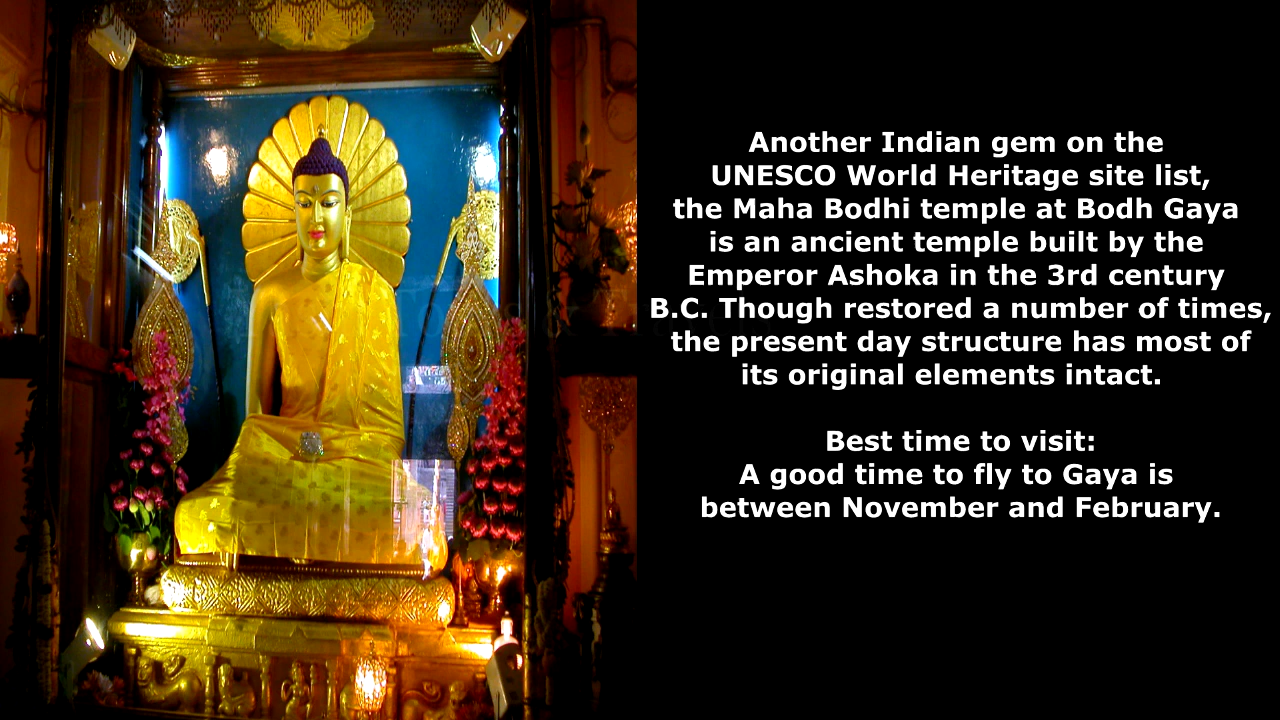 Another Indian gem on the
UNESCO World Heritage site list,
the Maha Bodhi temple at Bodh Gaya
is an ancient temple built by the
Emperor Ashoka in the 3rd century
B.C. Though restored a number of times,
the present day structure has most of
its original elements intact.
Best time to visit:
A good time to fly to Gaya is
between November and February.